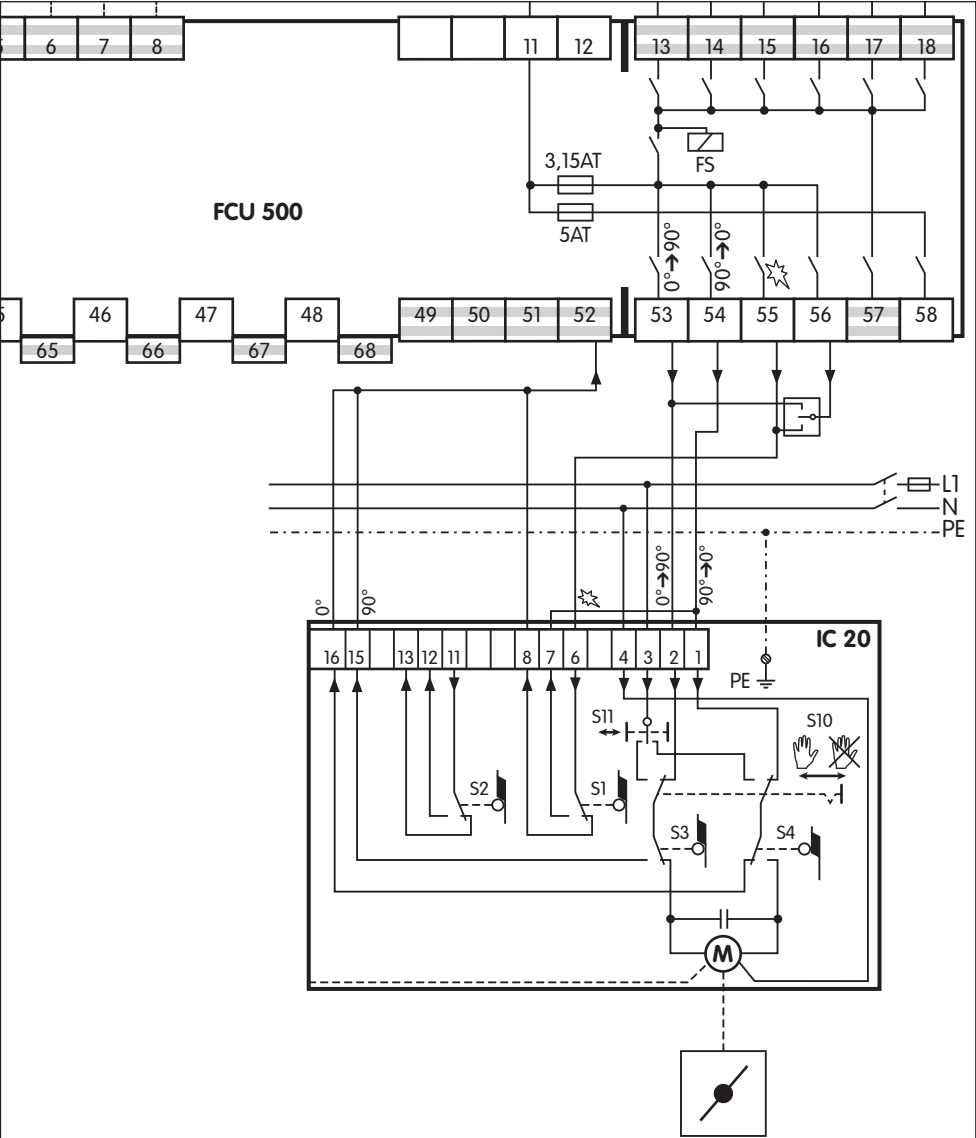 6 7 8 11 12 13 14 15 16 17 18
FS
3,15AT
FCU 500
5AT
0°➔90°
90°➔0°
46 47 48 49 50 51 52 53 54 55 56 57 58
65 66 67 68
L1
N
PE
0°
90°
0°➔90°
90°➔0°
IC 20
16 15 13 12 11 8 7 6 4 3 2 1
PE
S11
S10
S2
S1
S3
S4
M